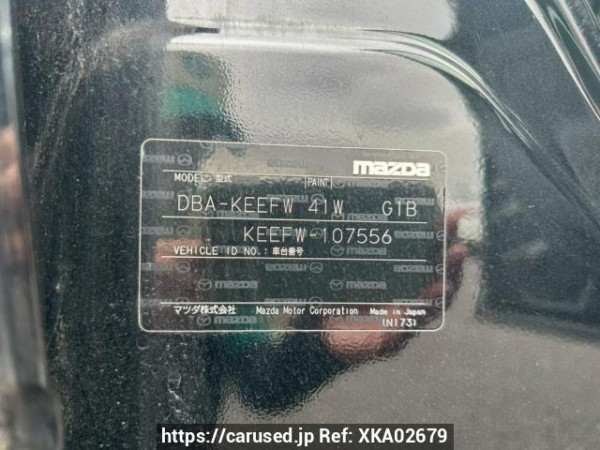 mazda
MODEL 型式 PAINT
DBA-KEEFW 41W G1B
KEEFW-107556
VEHICLE ID NO.: 車台番号
マツダ株式会社 Mazda Motor Corporation Made in Japan
(N173)
https://carused.jp Ref: XKA02679